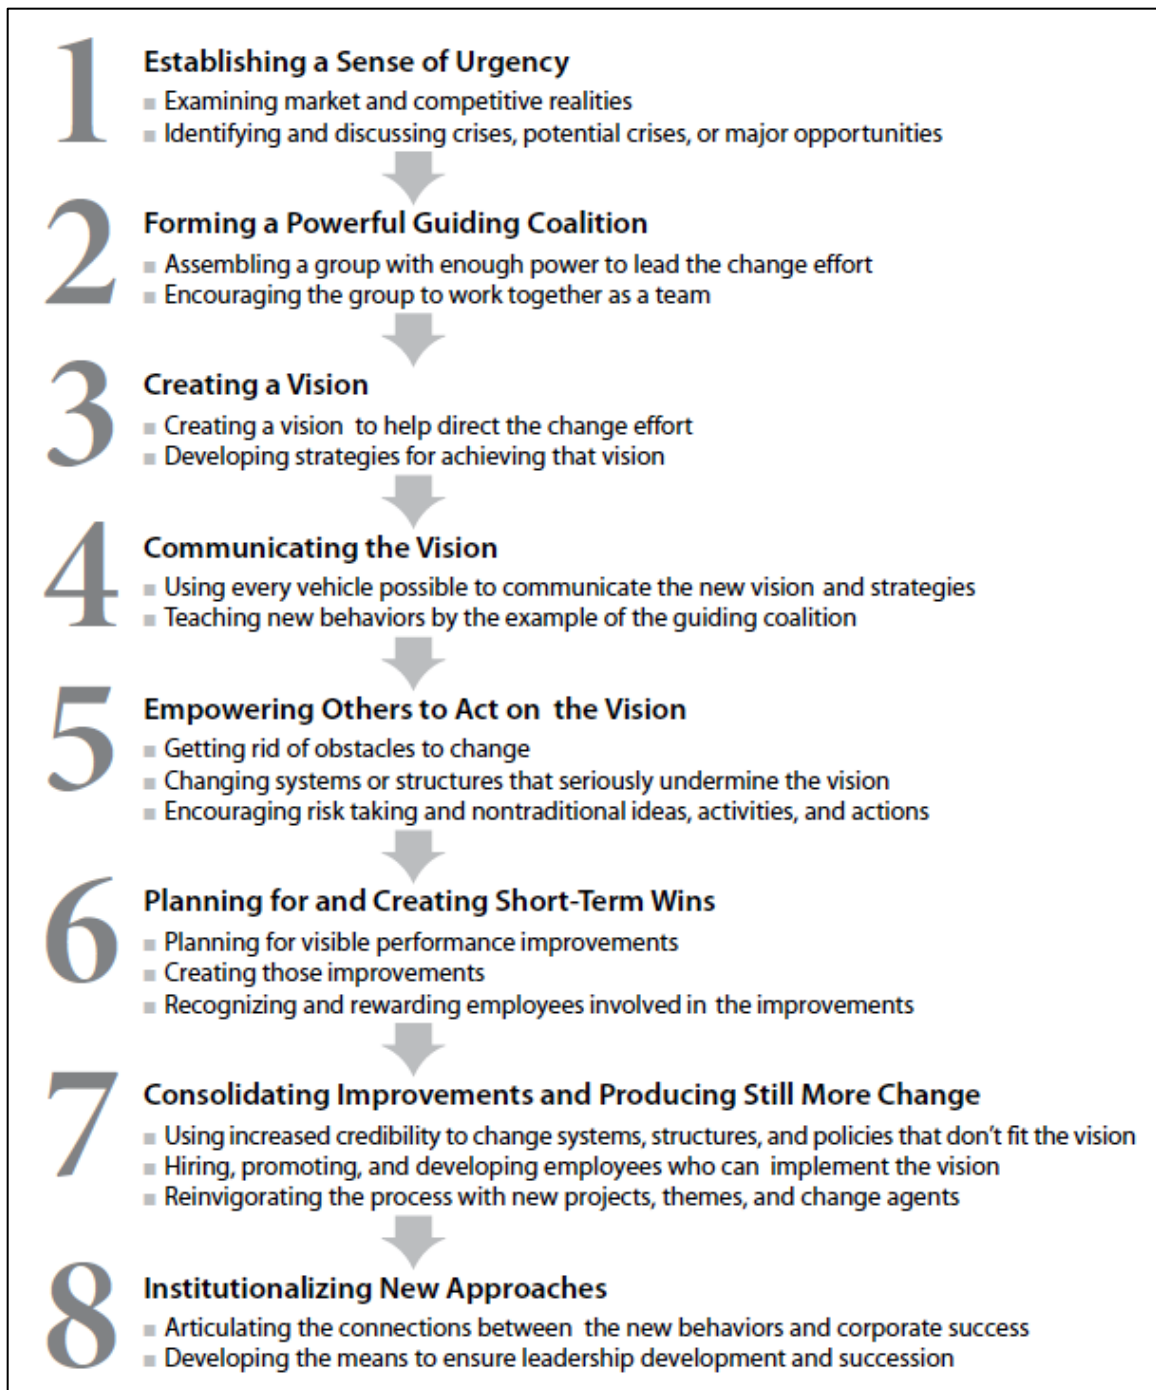 1
Establishing a Sense of Urgency
■ Examining market and competitive realities
■ Identifying and discussing crises, potential crises, or major opportunities
2
Forming a Powerful Guiding Coalition
■ Assembling a group with enough power to lead the change effort
■ Encouraging the group to work together as a team
3
Creating a Vision
■ Creating a vision to help direct the change effort
■ Developing strategies for achieving that vision
4
Communicating the Vision
■ Using every vehicle possible to communicate the new vision and strategies
■ Teaching new behaviors by the example of the guiding coalition
5
Empowering Others to Act on the Vision
■ Getting rid of obstacles to change
■ Changing systems or structures that seriously undermine the vision
■ Encouraging risk taking and nontraditional ideas, activities, and actions
6
Planning for and Creating Short-Term Wins
■ Planning for visible performance improvements
■ Creating those improvements
■ Recognizing and rewarding employees involved in the improvements
7
Consolidating Improvements and Producing Still More Change
■ Using increased credibility to change systems, structures, and policies that don't fit the vision
■ Hiring, promoting, and developing employees who can implement the vision
■ Reinvigorating the process with new projects, themes, and change agents
8
Institutionalizing New Approaches
■ Articulating the connections between the new behaviors and corporate success
■ Developing the means to ensure leadership development and succession